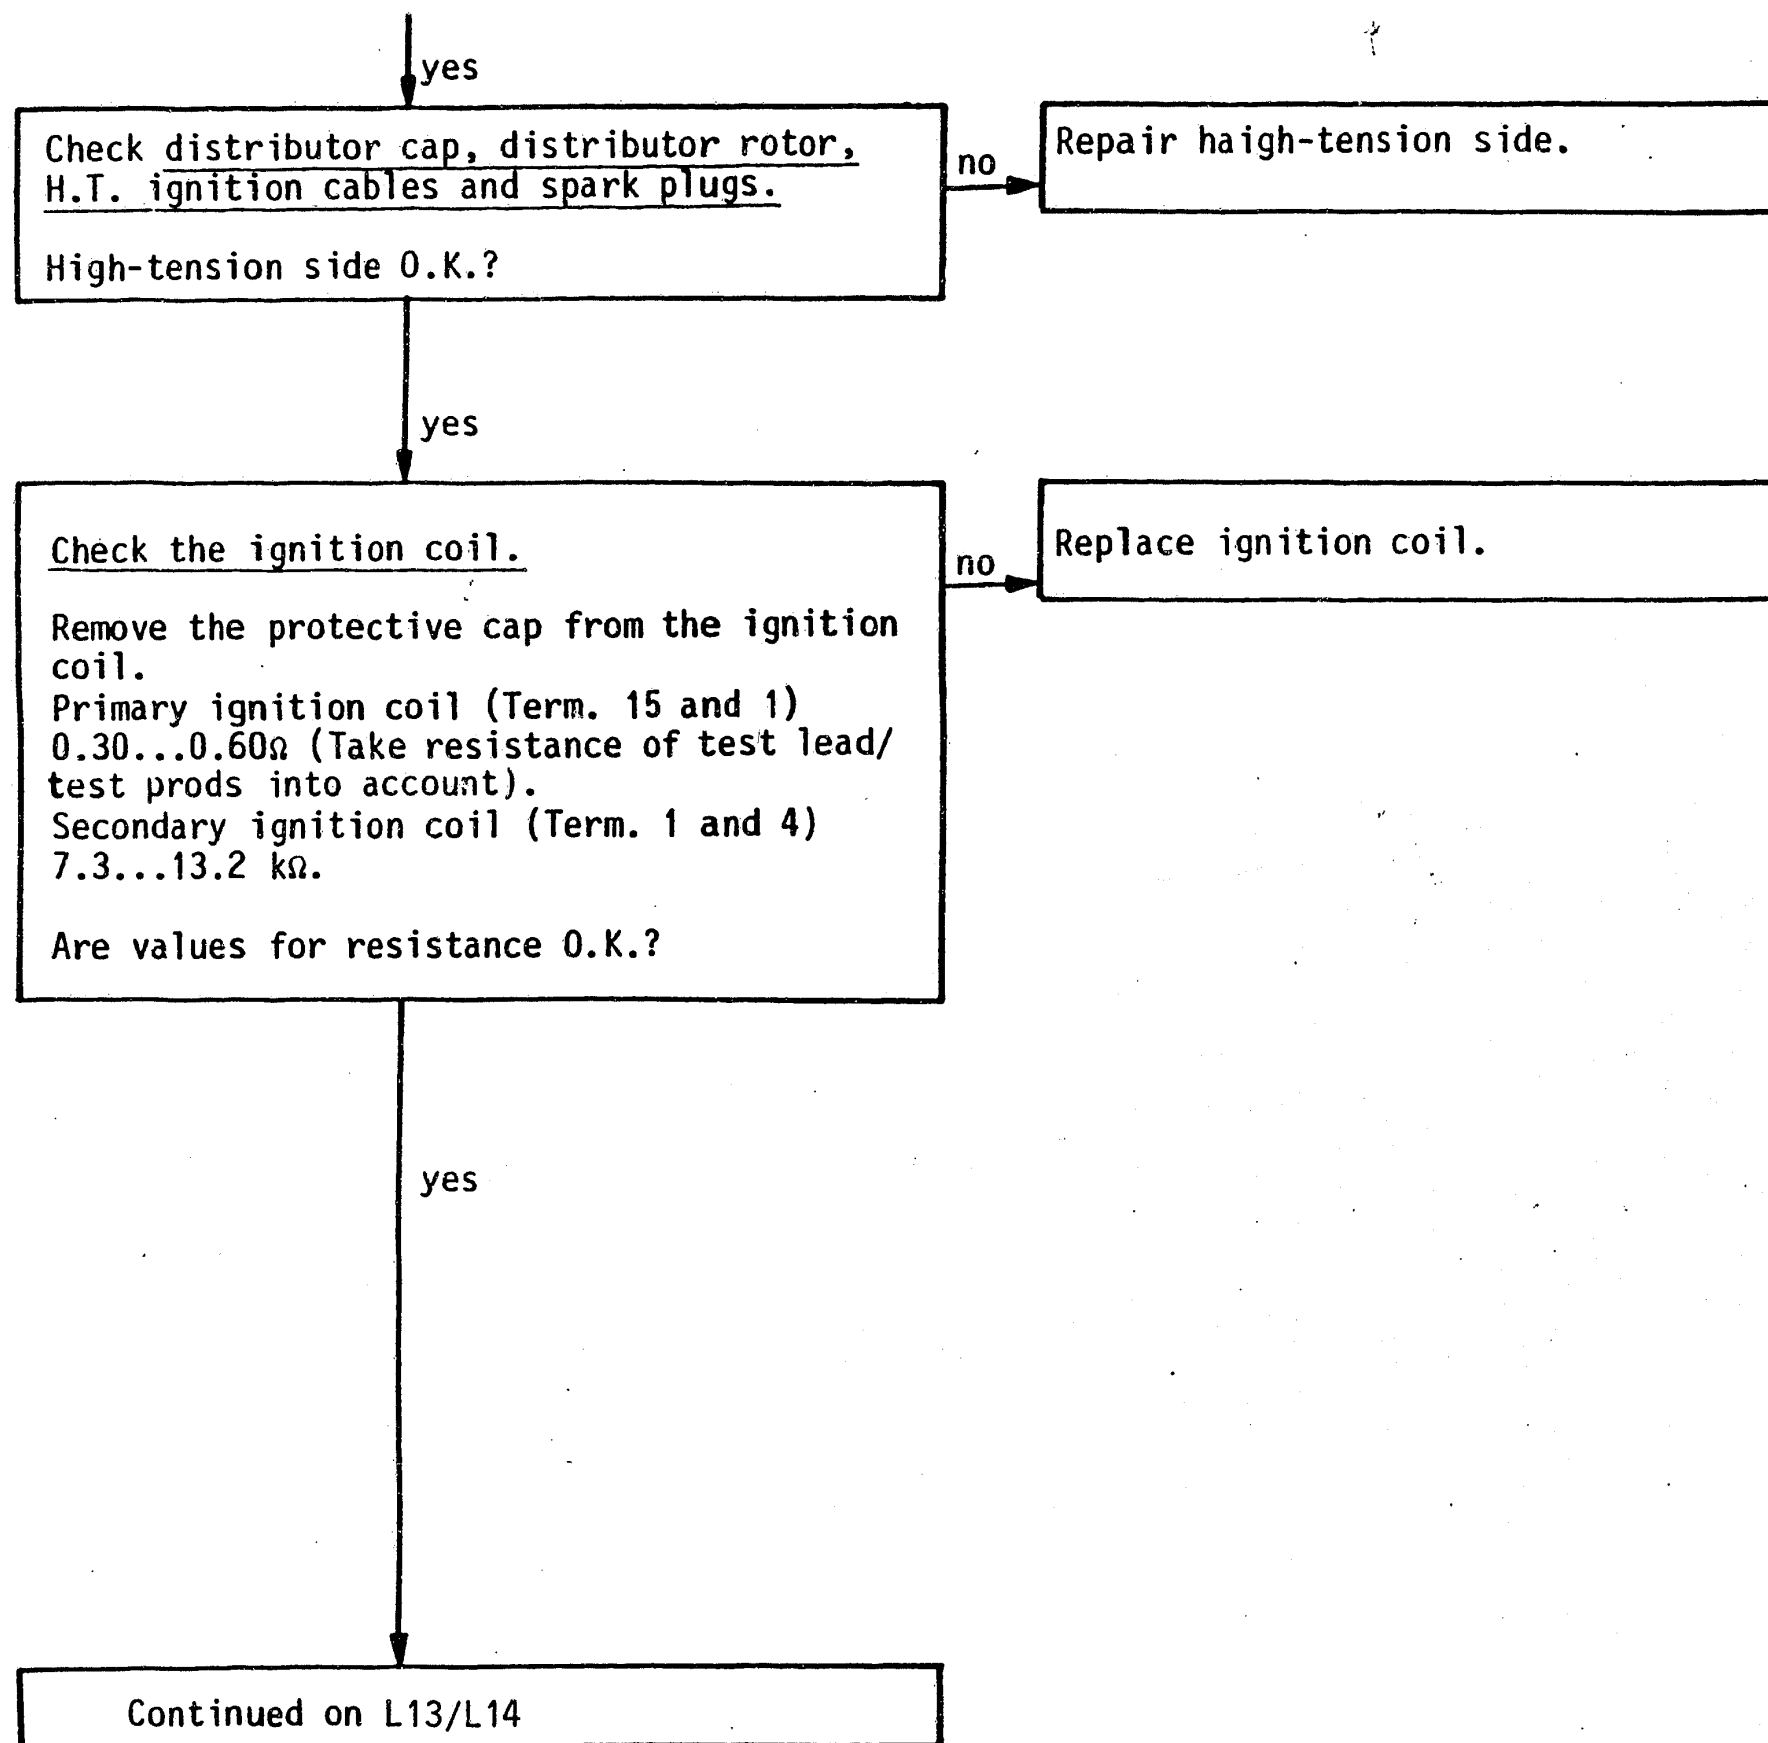 yes
Check distributor cap, distributor rotor,
H.T. ignition cables and spark plugs.
High-tension side O.K.?
no
Repair haigh-tension side.
yes
Check the ignition coil.
Remove the protective cap from the ignition
coil.
Primary ignition coil (Term. 15 and 1)
0.30...0.60Ω (Take resistance of test lead/
test prods into account).
Secondary ignition coil (Term. 1 and 4)
7.3...13.2 kΩ.
Are values for resistance O.K.?
no
Replace ignition coil.
yes
Continued on L13/L14